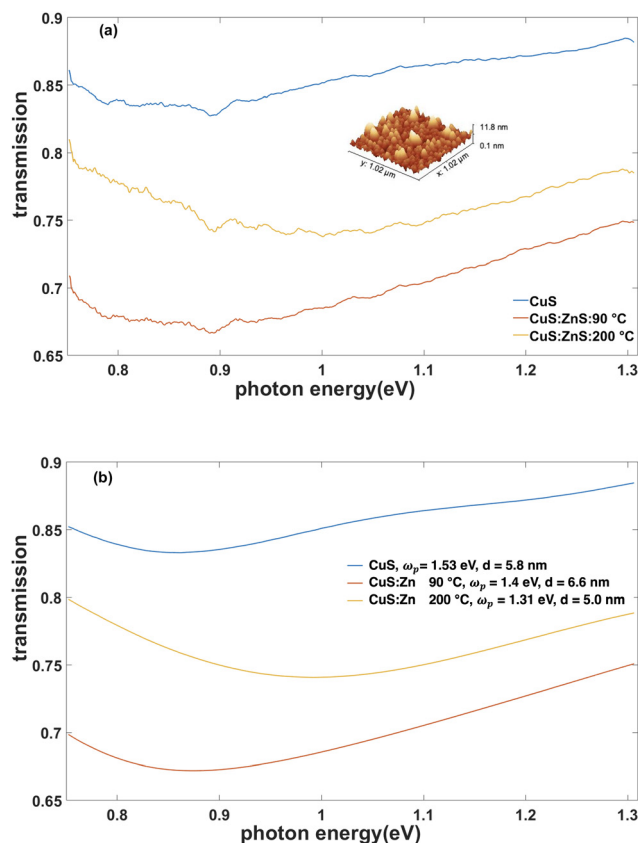 (a)
0.9
0.85
0.8
0.75
0.7
0.65
transmission
11.8 nm
0.1 nm
y: 1.02 µm
x: 1.02 µm
CuS
CuS:ZnS:90 °C
CuS:ZnS:200 °C
0.8 0.9 1 1.1 1.2 1.3
photon energy(eV)
(b)
0.9
0.85
0.8
0.75
0.7
0.65
transmission
CuS, ωp= 1.53 eV, d = 5.8 nm
CuS:Zn 90 °C, ωp = 1.4 eV, d = 6.6 nm
CuS:Zn 200 °C, ωp = 1.31 eV, d = 5.0 nm
0.8 0.9 1 1.1 1.2 1.3
photon energy(eV)